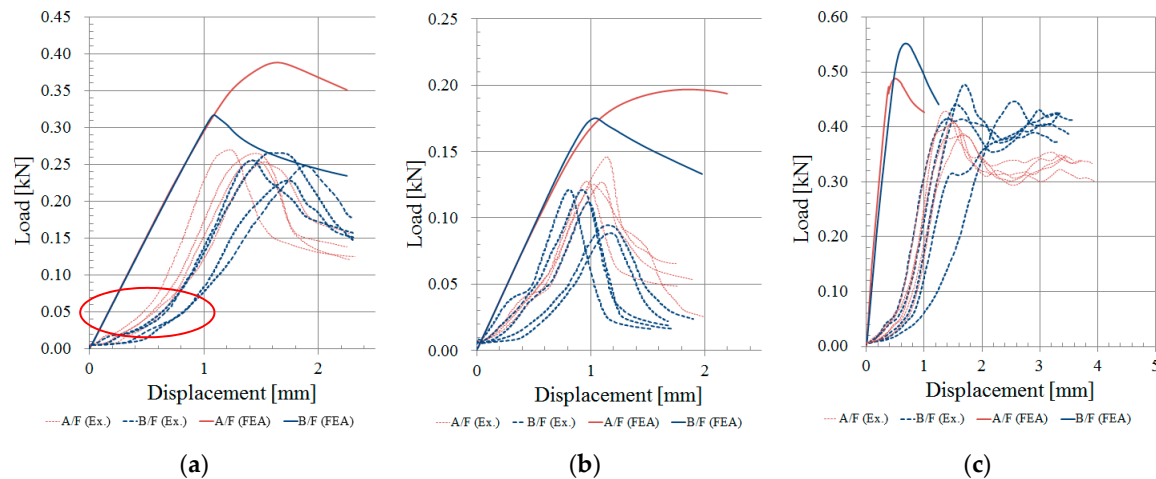 0.45
0.40
0.35
0.30
0.25
0.20
0.15
0.10
0.05
0.00
Load [kN]
0 1 2
Displacement [mm]
A/F (Ex.) B/F (Ex.) A/F (FEA) B/F (FEA)
(a)
0.25
0.20
0.15
0.10
0.05
0.00
Load [kN]
0 1 2
Displacement [mm]
A/F (Ex.) B/F (Ex.) A/F (FEA) B/F (FEA)
(b)
0.60
0.50
0.40
0.30
0.20
0.10
0.00
Load [kN]
0 1 2 3 4 5
Displacement [mm]
A/F (Ex.) B/F (Ex.) A/F (FEA) B/F (FEA)
(c)